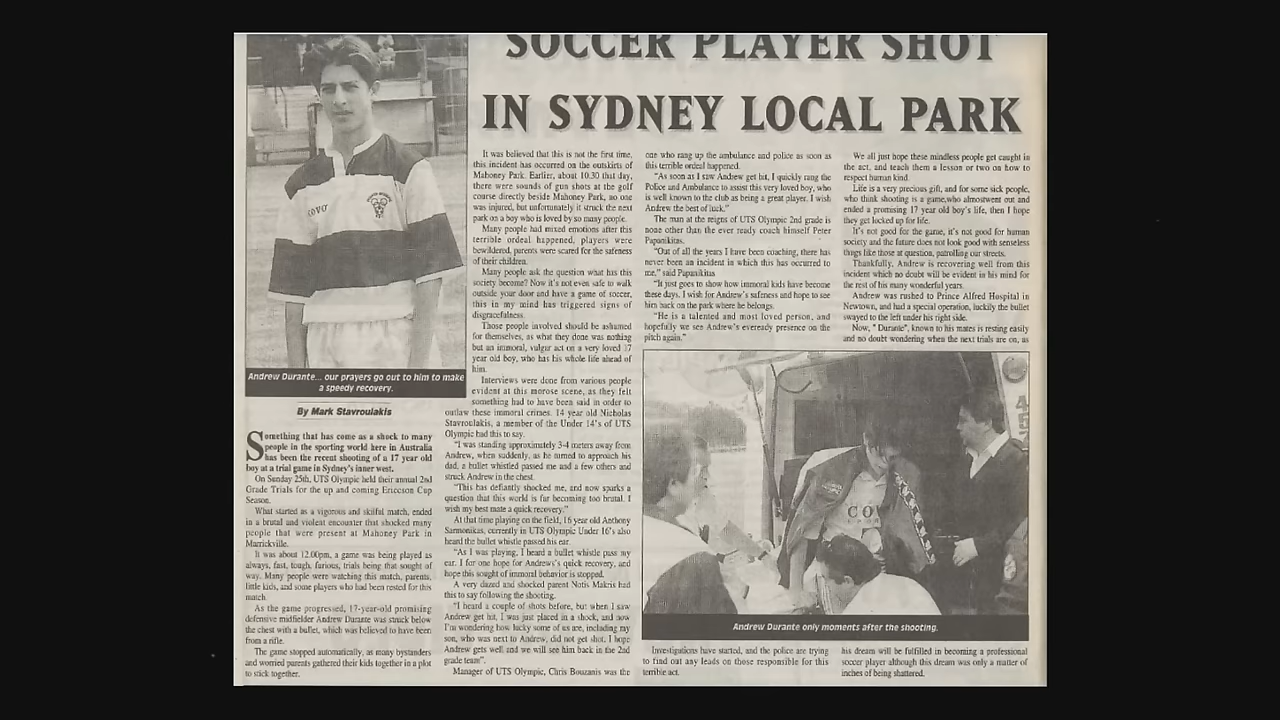 SOCCER PLAYER SHOT
IN SYDNEY LOCAL PARK
COVO
Andrew Durante... our prayers go out to him to make
a speedy recovery.
By Mark Stavroulakis
Something that has come as a shock to many
people in the sporting world here in Australia
has been the recent shooting of a 17 year old
boy at a trial game in Sydney's inner west.
On Sunday 25th, UTS Olympic held their annual 2nd
Grade Trials for the up and coming Ericcson Cup
Season.
What started as a vigorous and skilful match, ended
in a brutal and violent encounter that shocked many
people that were present at Mahoney Park in
Marrickville.
It was about 12.00pm, a game was being played as
always, fast, tough, furious, trials being that sought of
way. Many people were watching this match, parents,
little kids, and some players who had been rested for this
match.
As the game progressed, 17-year-old promising
defensive midfielder Andrew Durante was struck below
the chest with a bullet, which was believed to have been
from a rifle.
The game stopped automatically, as many bystanders
and worried parents gathered their kids together in a plot
to stick together.
It was believed that this is not the first time,
this incident has occurred on the outskirts of
Mahoney Park. Earlier, about 10:30 that day,
there were sounds of gun shots at the golf
course directly beside Mahoney Park, no one
was injured, but unfortunately it struck the next
park on a boy who is loved by so many people.
Many people had mixed emotions after this
terrible ordeal happened, players were
bewildered, parents were scared for the safeness
of their children.
Many people ask the question what has this
society become? Now it's not even safe to walk
outside your door and have a game of soccer,
this in my mind has triggered signs of
disgracefulness.
Those people involved should be ashamed
for themselves, as what they done was nothing
but an immoral, vulgar act on a very loved 17
year old boy, who has his whole life ahead of
him.
Interviews were done from various people
evident at this morose scene, as they felt
something had to have been said in order to
outlaw these immoral crimes. 14 year old Nicholas
Stavroulakis, a member of the Under 14's of UTS
Olympic had this to say.
"I was standing approximately 3-4 meters away from
Andrew, when suddenly, as he turned to approach his
dad, a bullet whistled passed me and a few others and
struck Andrew in the chest.
"This has defiantly shocked me, and now sparks a
question that this world is far becoming too brutal. I
wish my best mate a quick recovery."
At that time playing on the field, 16 year old Anthony
Sarmonikas, currently in UTS Olympic Under 16's also
heard the bullet whistle passed his ear.
"As I was playing, I heard a bullet whistle pass my
ear. I for one hope for Andrews's quick recovery, and
hope this sought of immoral behavior is stopped.
A very dazed and shocked parent Notis Makris had
this to say following the shooting.
"I heard a couple of shots before, but when I saw
Andrew get hit, I was just placed in a shock, and now
I'm wondering how lucky some of us are, including my
son, who was next to Andrew, did not get shot. I hope
Andrew gets well and we will see him back in the 2nd
grade team".
Manager of UTS Olympic, Chris Bouzanis was the
one who rang up the ambulance and police as soon as
this terrible ordeal happened.
"As soon as I saw Andrew get hit, I quickly rang the
Police and Ambulance to assist this very loved boy, who
is well known to the club as being a great player. I wish
Andrew the best of luck."
The man at the reigns of UTS Olympic 2nd grade is
none other than the ever ready coach himself Peter
Papanikitas.
"Out of all the years I have been coaching, there has
never been an incident in which this has occurred to
me," said Papanikitas
"It just goes to show how immoral kids have become
these days. I wish for Andrew's safeness and hope to see
him back on the park where he belongs.
"He is a talented and most loved person, and
hopefully we see Andrew's eveready presence on the
pitch again."
We all just hope these mindless people get caught in
the act, and teach them a lesson or two on how to
respect human kind.
Life is a very precious gift, and for some sick people,
who think shooting is a game,who almostwent out and
ended a promising 17 year old boy's life, then I hope
they get locked up for life.
It's not good for the game, it's not good for human
society and the future does not look good with senseless
things like those at question, patrolling our streets.
Thankfully, Andrew is recovering well from this
incident which no doubt will be evident in his mind for
the rest of his many wonderful years.
Andrew was rushed to Prince Alfred Hospital in
Newtown, and had a special operation, luckily the bullet
swayed to the left under his right side.
Now, " Durante", known to his mates is resting easily
and no doubt wondering when the next trials are on, as
COV
Andrew Durante only moments after the shooting.
Investigations have started, and the police are trying
to find out any leads on those responsible for this
terrible act.
his dream will be fulfilled in becoming a professional
soccer player although this dream was only a matter of
inches of being shattered.